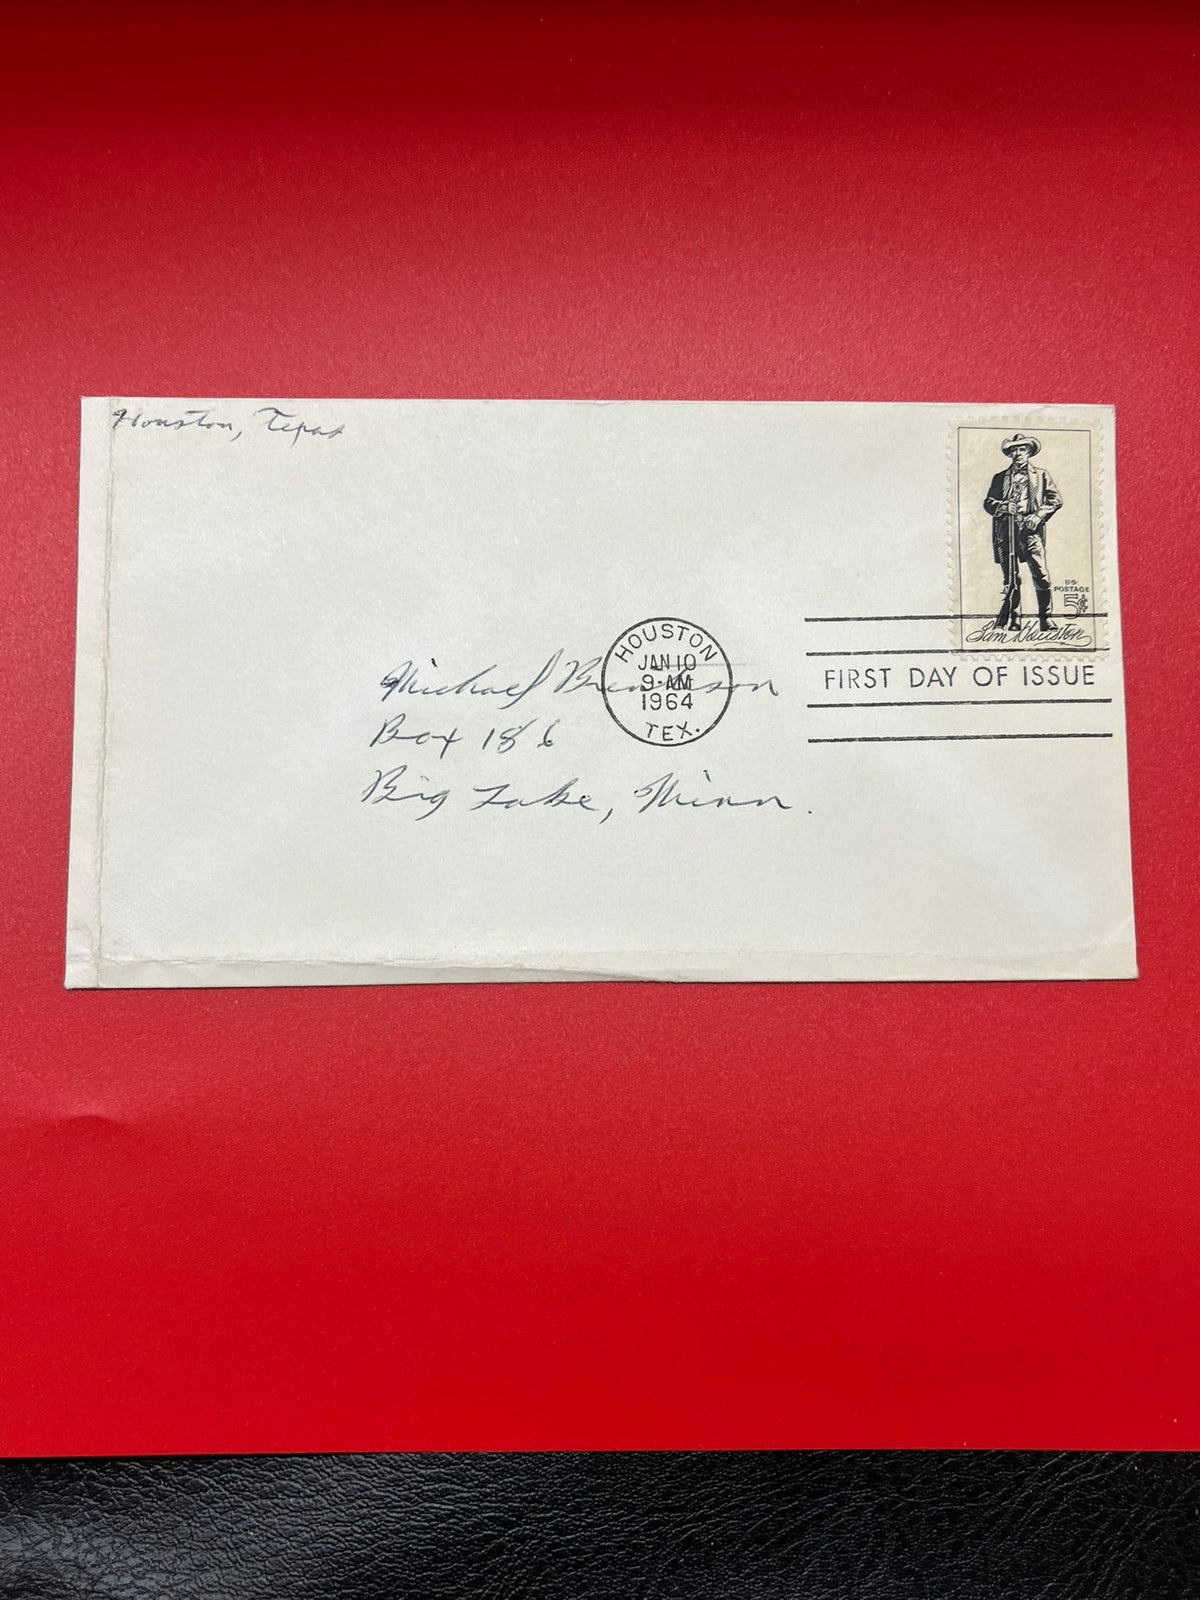 Houston, Texas
U.S.
POSTAGE
5¢
Sam Houston
HOUSTON
JAN 10
9-AM
1964
TEX.
FIRST DAY OF ISSUE
Michael
Box 186
Big Lake, Minn.